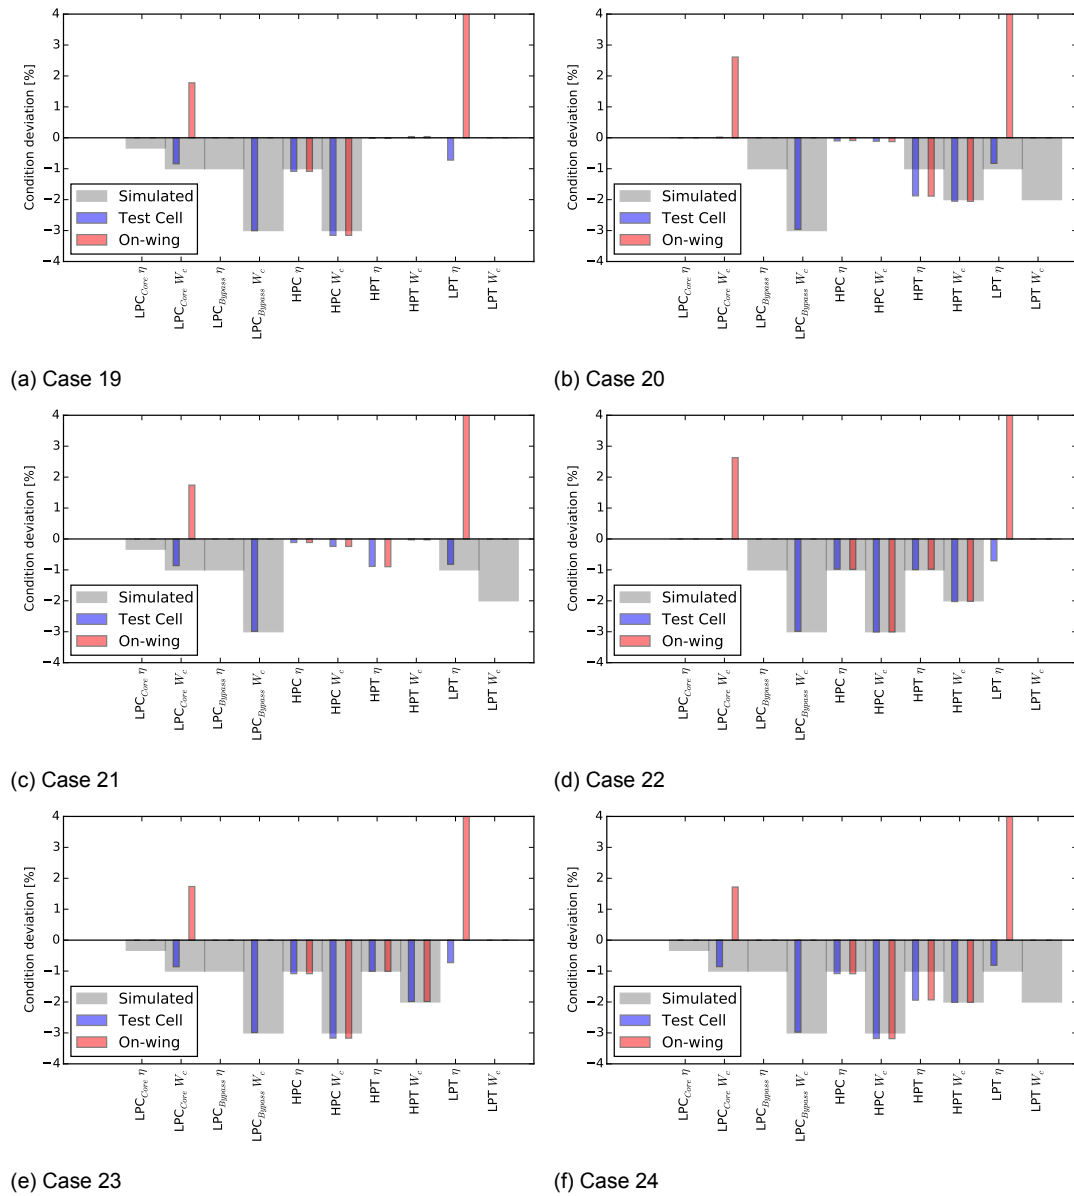 4
3
2
1
0
−1
−2
−3
−4
Condition deviation [%]
Simulated
Test Cell
On-wing
LPC_Core η
LPC_Core W_c
LPC_Bypass η
LPC_Bypass W_c
HPC η
HPC W_c
HPT η
HPT W_c
LPT η
LPT W_c
(a) Case 19
4
3
2
1
0
−1
−2
−3
−4
Condition deviation [%]
Simulated
Test Cell
On-wing
LPC_Core η
LPC_Core W_c
LPC_Bypass η
LPC_Bypass W_c
HPC η
HPC W_c
HPT η
HPT W_c
LPT η
LPT W_c
(b) Case 20
4
3
2
1
0
−1
−2
−3
−4
Condition deviation [%]
Simulated
Test Cell
On-wing
LPC_Core η
LPC_Core W_c
LPC_Bypass η
LPC_Bypass W_c
HPC η
HPC W_c
HPT η
HPT W_c
LPT η
LPT W_c
(c) Case 21
4
3
2
1
0
−1
−2
−3
−4
Condition deviation [%]
Simulated
Test Cell
On-wing
LPC_Core η
LPC_Core W_c
LPC_Bypass η
LPC_Bypass W_c
HPC η
HPC W_c
HPT η
HPT W_c
LPT η
LPT W_c
(d) Case 22
4
3
2
1
0
−1
−2
−3
−4
Condition deviation [%]
Simulated
Test Cell
On-wing
LPC_Core η
LPC_Core W_c
LPC_Bypass η
LPC_Bypass W_c
HPC η
HPC W_c
HPT η
HPT W_c
LPT η
LPT W_c
(e) Case 23
4
3
2
1
0
−1
−2
−3
−4
Condition deviation [%]
Simulated
Test Cell
On-wing
LPC_Core η
LPC_Core W_c
LPC_Bypass η
LPC_Bypass W_c
HPC η
HPC W_c
HPT η
HPT W_c
LPT η
LPT W_c
(f) Case 24